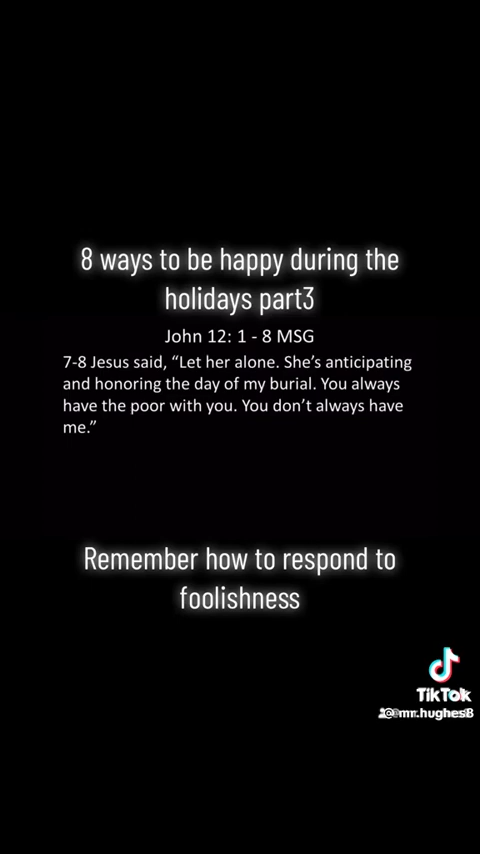 8 ways to be happy during the
holidays part3
John 12: 1 - 8 MSG
7-8 Jesus said, “Let her alone. She’s anticipating
and honoring the day of my burial. You always
have the poor with you. You don’t always have
me.”
Remember how to respond to
foolishness
TikTok